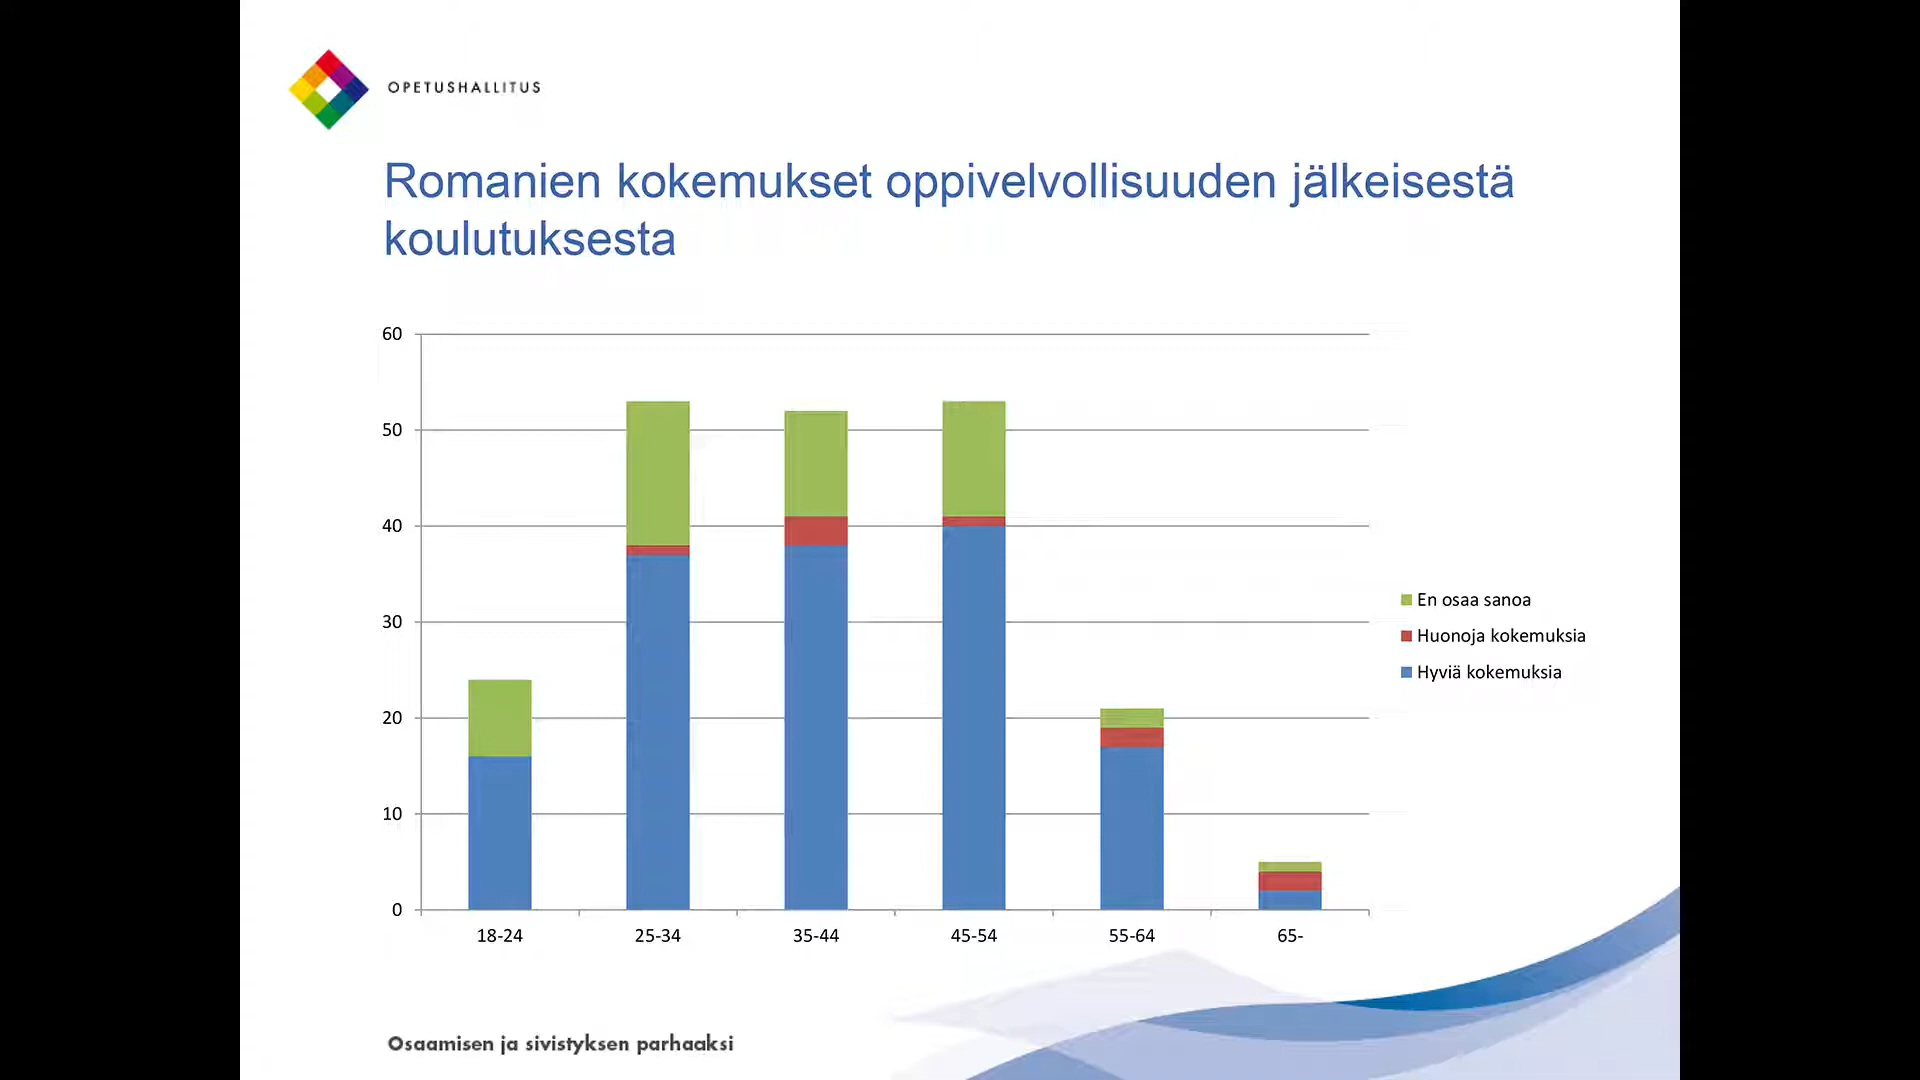 OPETUSHALLITUS
Romanien kokemukset oppivelvollisuuden jälkeisestä
koulutuksesta
60
50
40
30
20
10
0
18-24 25-34 35-44 45-54 55-64 65-
En osaa sanoa
Huonoja kokemuksia
Hyviä kokemuksia
Osaamisen ja sivistyksen parhaaksi